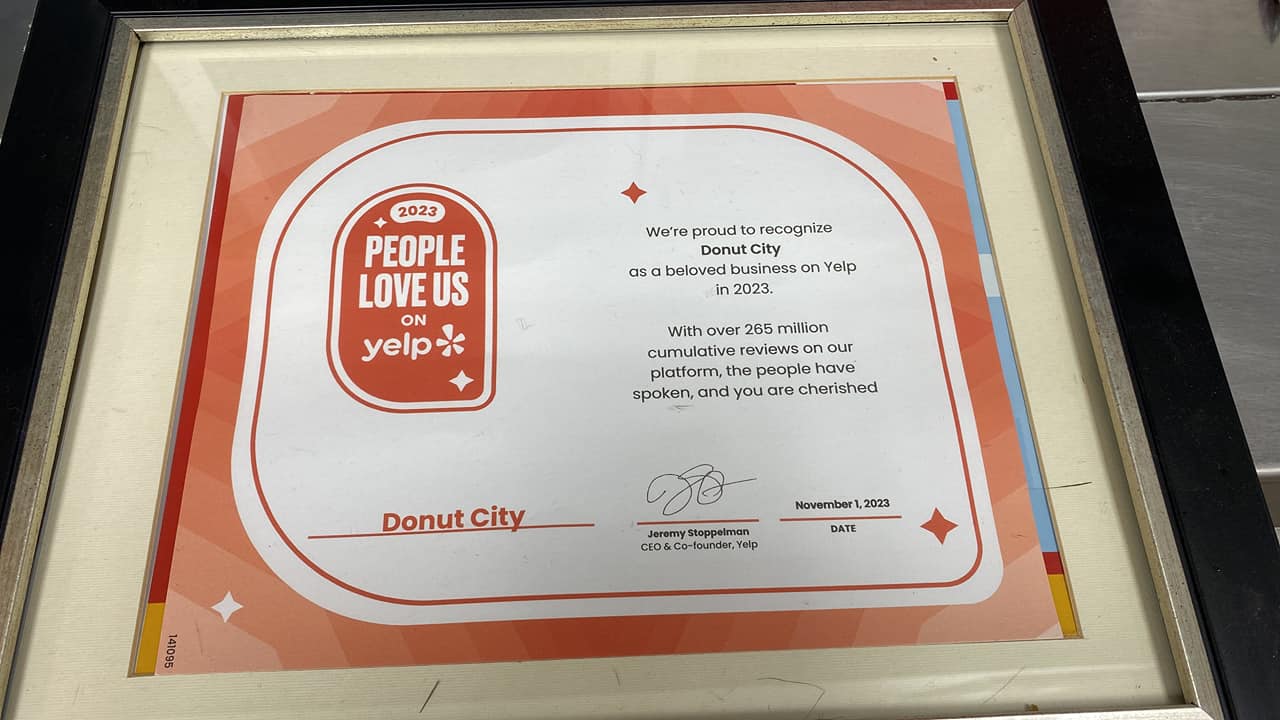 2023
PEOPLE
LOVE US
ON
yelp
We're proud to recognize
Donut City
as a beloved business on Yelp
in 2023.
With over 265 million
cumulative reviews on our
platform, the people have
spoken, and you are cherished
Donut City
Jeremy Stoppelman
CEO & Co-founder, Yelp
November 1, 2023
DATE
141095